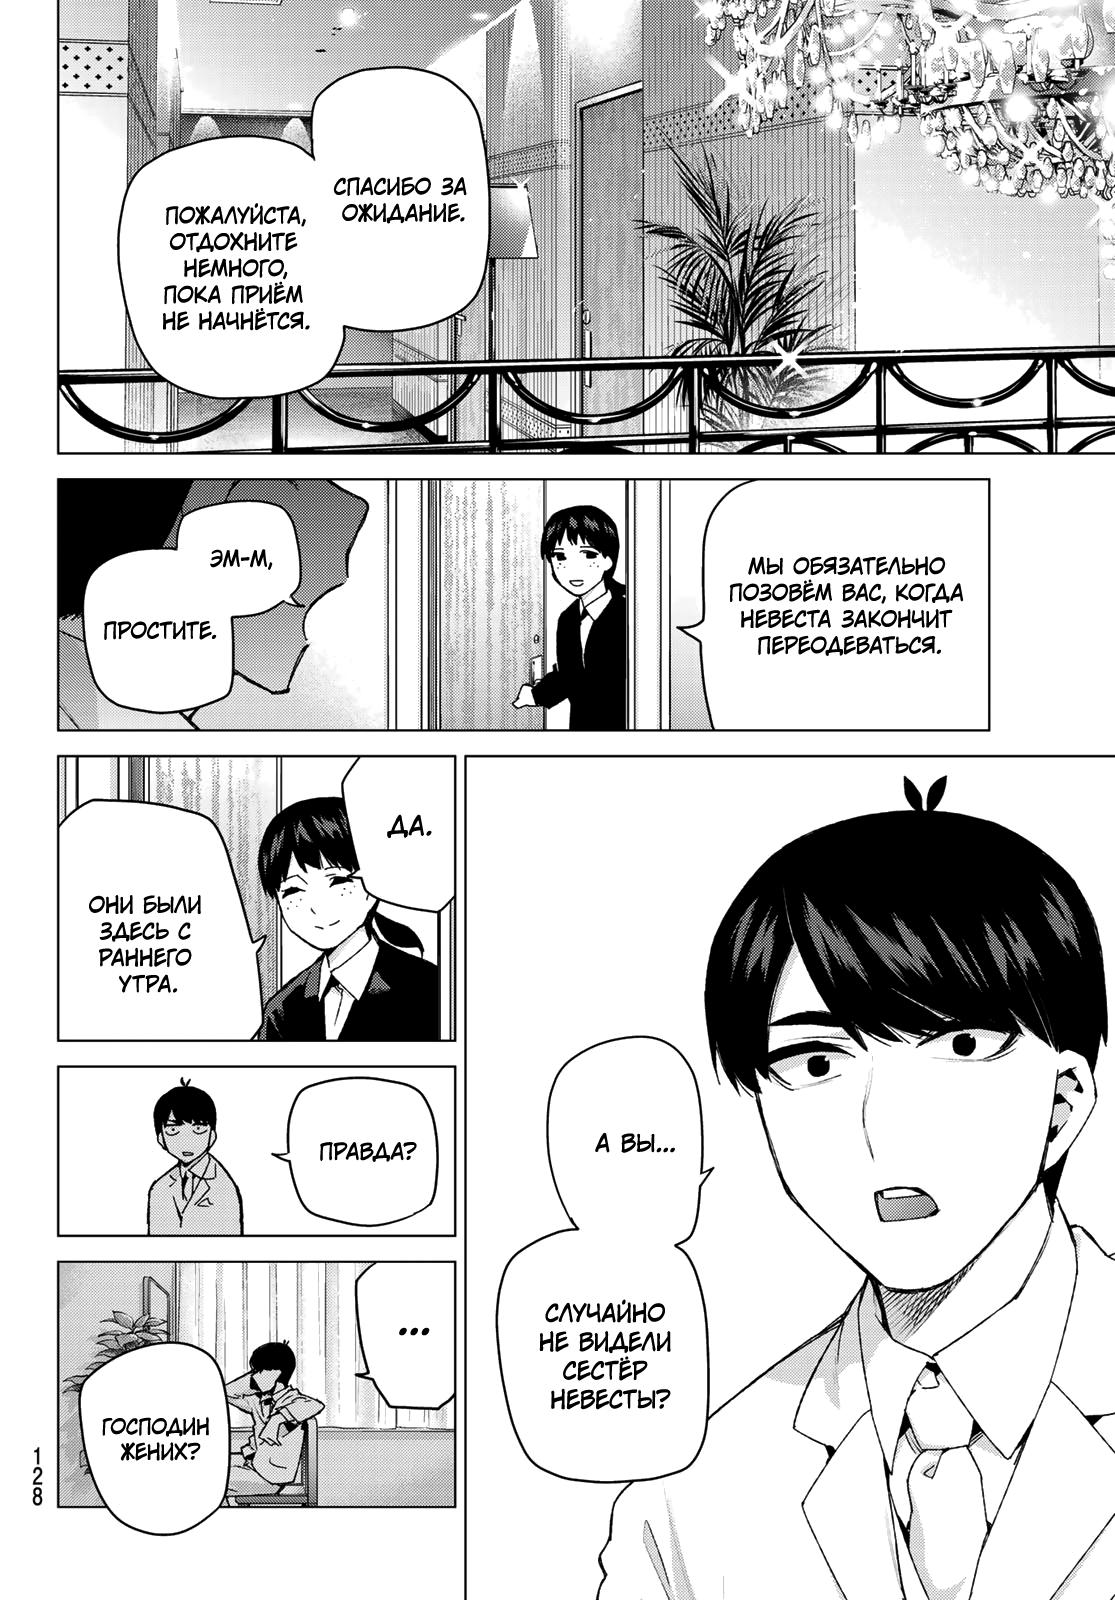 СПАСИБО ЗА
ОЖИДАНИЕ.
ПОЖАЛУЙСТА,
ОТДОХНИТЕ
НЕМНОГО,
ПОКА ПРИЁМ
НЕ НАЧНЁТСЯ.
МЫ ОБЯЗАТЕЛЬНО
ПОЗОВЁМ ВАС, КОГДА
НЕВЕСТА ЗАКОНЧИТ
ПЕРЕОДЕВАТЬСЯ.
ЭМ-М,
ПРОСТИТЕ.
А ВЫ...
СЛУЧАЙНО
НЕ ВИДЕЛИ
СЕСТЁР
НЕВЕСТЫ?
ДА.
ОНИ БЫЛИ
ЗДЕСЬ С
РАННЕГО
УТРА.
ПРАВДА?
...
ГОСПОДИН
ЖЕНИХ?
128